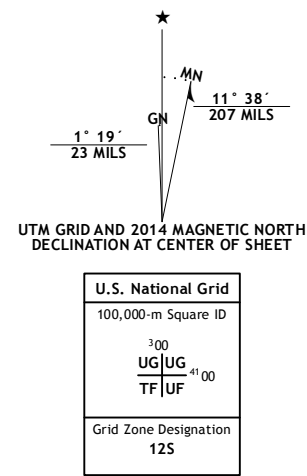 ★
MN
GN
11° 38´
207 MILS
1° 19´
23 MILS
UTM GRID AND 2014 MAGNETIC NORTH
DECLINATION AT CENTER OF SHEET
U.S. National Grid
100,000-m Square ID
300
UG UG
4100
TF UF
Grid Zone Designation
12S